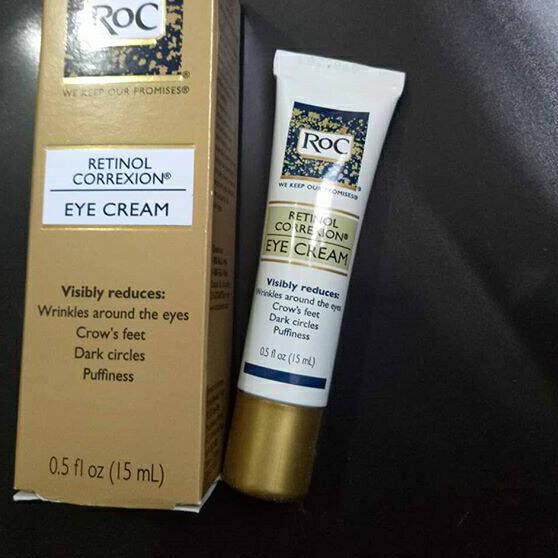 RoC
®
WE KEEP OUR PROMISES®
RETINOL
CORREXION®
EYE CREAM
Visibly reduces:
Wrinkles around the eyes
Crow's feet
Dark circles
Puffiness
0.5 fl oz (15 mL)
RoC
®
WE KEEP OUR PROMISES®
RETINOL
CORREXION®
EYE CREAM
Visibly reduces:
Wrinkles around the eyes
Crow's feet
Dark circles
Puffiness
0.5 fl oz (15 mL)